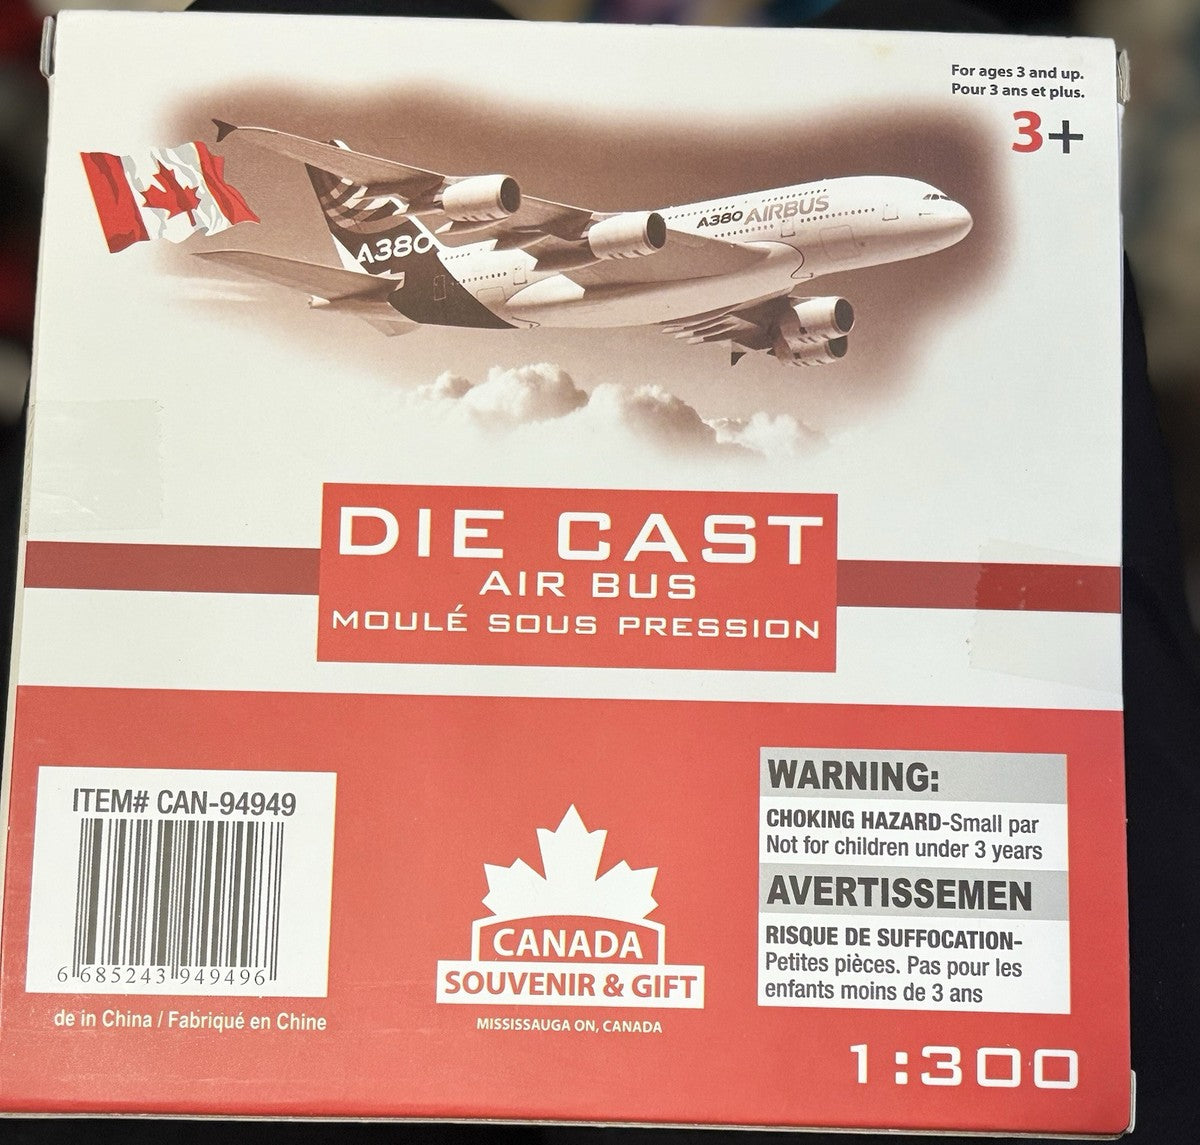 For ages 3 and up.
Pour 3 ans et plus.
3+
A380 AIRBUS
A380
DIE CAST
AIR BUS
MOULÉ SOUS PRESSION
ITEM# CAN-94949
6 685243 949496
de in China / Fabriqué en Chine
CANADA
SOUVENIR & GIFT
MISSISSAUGA ON, CANADA
WARNING:
CHOKING HAZARD-Small par
Not for children under 3 years
AVERTISSEMEN
RISQUE DE SUFFOCATION-
Petites pièces. Pas pour les
enfants moins de 3 ans
1:300